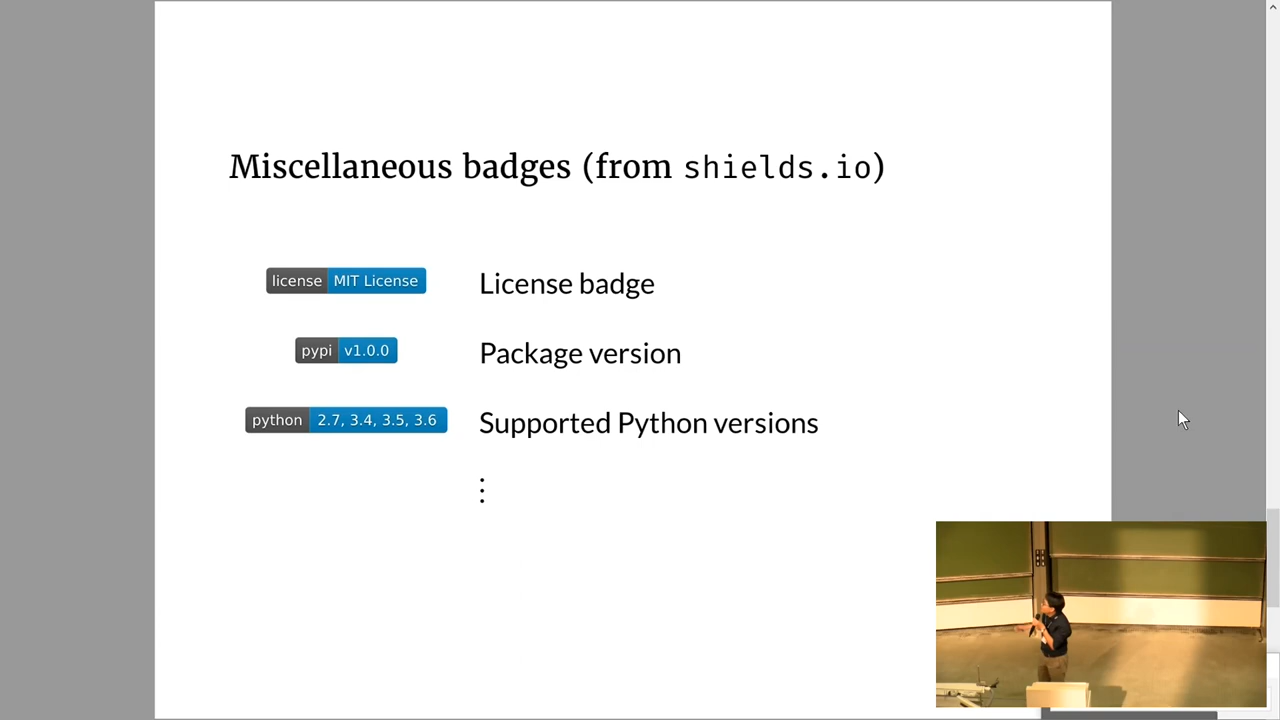 Miscellaneous badges (from shields.io)
license MIT License License badge
pypi v1.0.0 Package version
python 2.7, 3.4, 3.5, 3.6 Supported Python versions
⋮